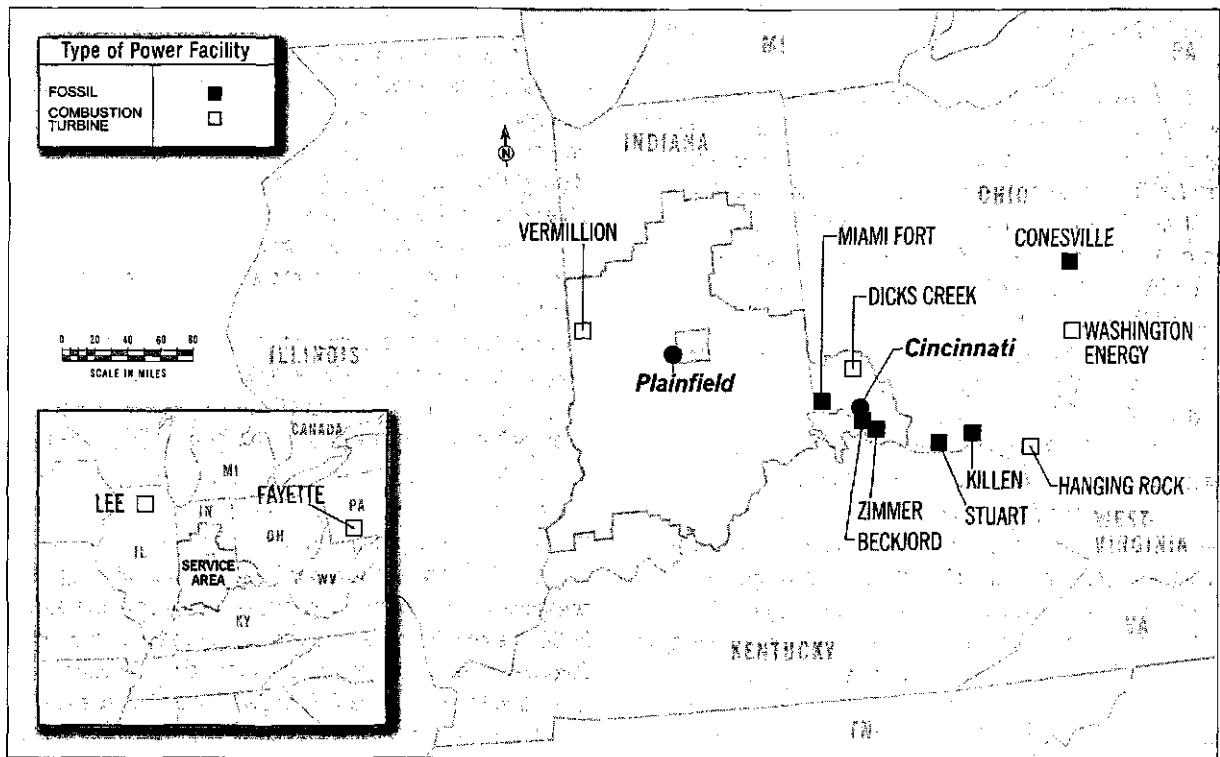 Type of Power Facility
FOSSIL
COMBUSTION
TURBINE
MI
PA
N
INDIANA
OHIO
VERMILLION
MIAMI FORT
CONESVILLE
DICKS CREEK
WASHINGTON
ENERGY
0 20 40 60 80
SCALE IN MILES
ILLINOIS
Cincinnati
Plainfield
KILLEN
HANGING ROCK
ZIMMER
STUART
BECKJORD
WEST
VIRGINIA
VA
KENTUCKY
TN
CANADA
MI
LEE
FAYETTE
PA
IN
OH
IL
SERVICE
AREA
WV
KY